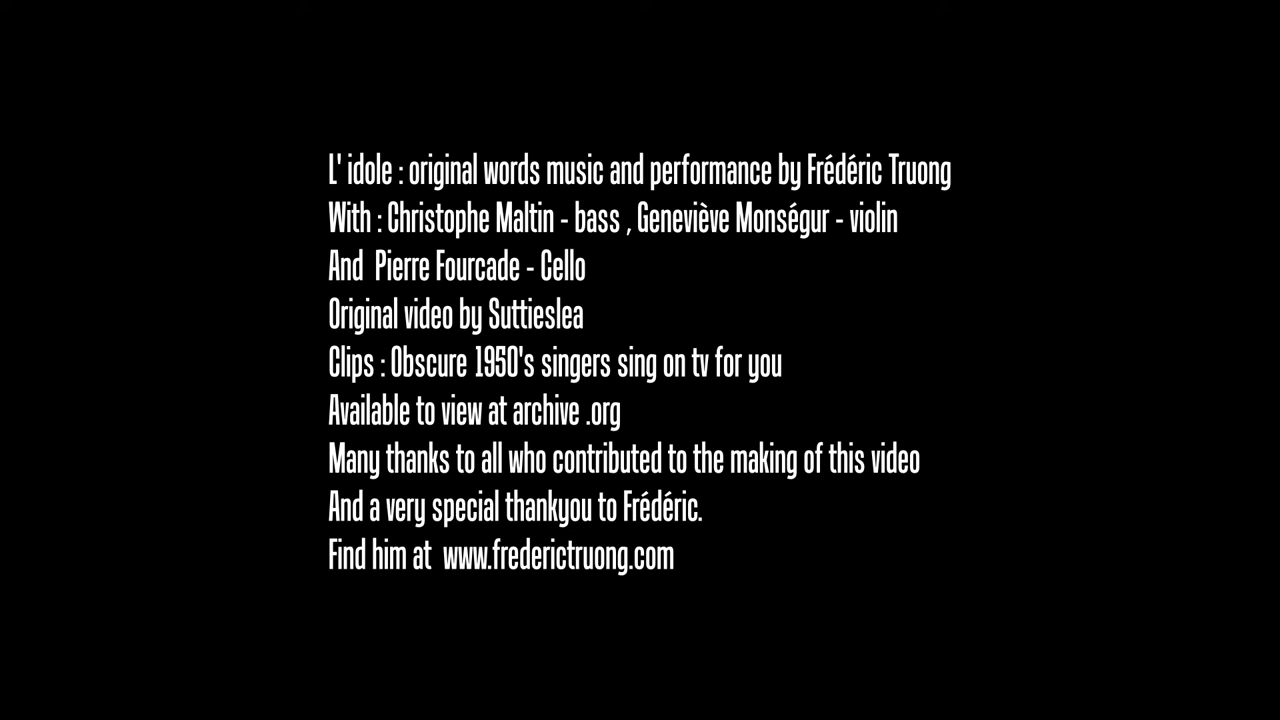 L' idole : original words music and performance by Frédéric Truong
With : Christophe Maltin - bass , Geneviève Monségur - violin
And  Pierre Fourcade - Cello
Original video by Suttieslea
Clips : Obscure 1950's singers sing on tv for you
Available to view at archive .org
Many thanks to all who contributed to the making of this video
And a very special thankyou to Frédéric.
Find him at  www.frederictruong.com